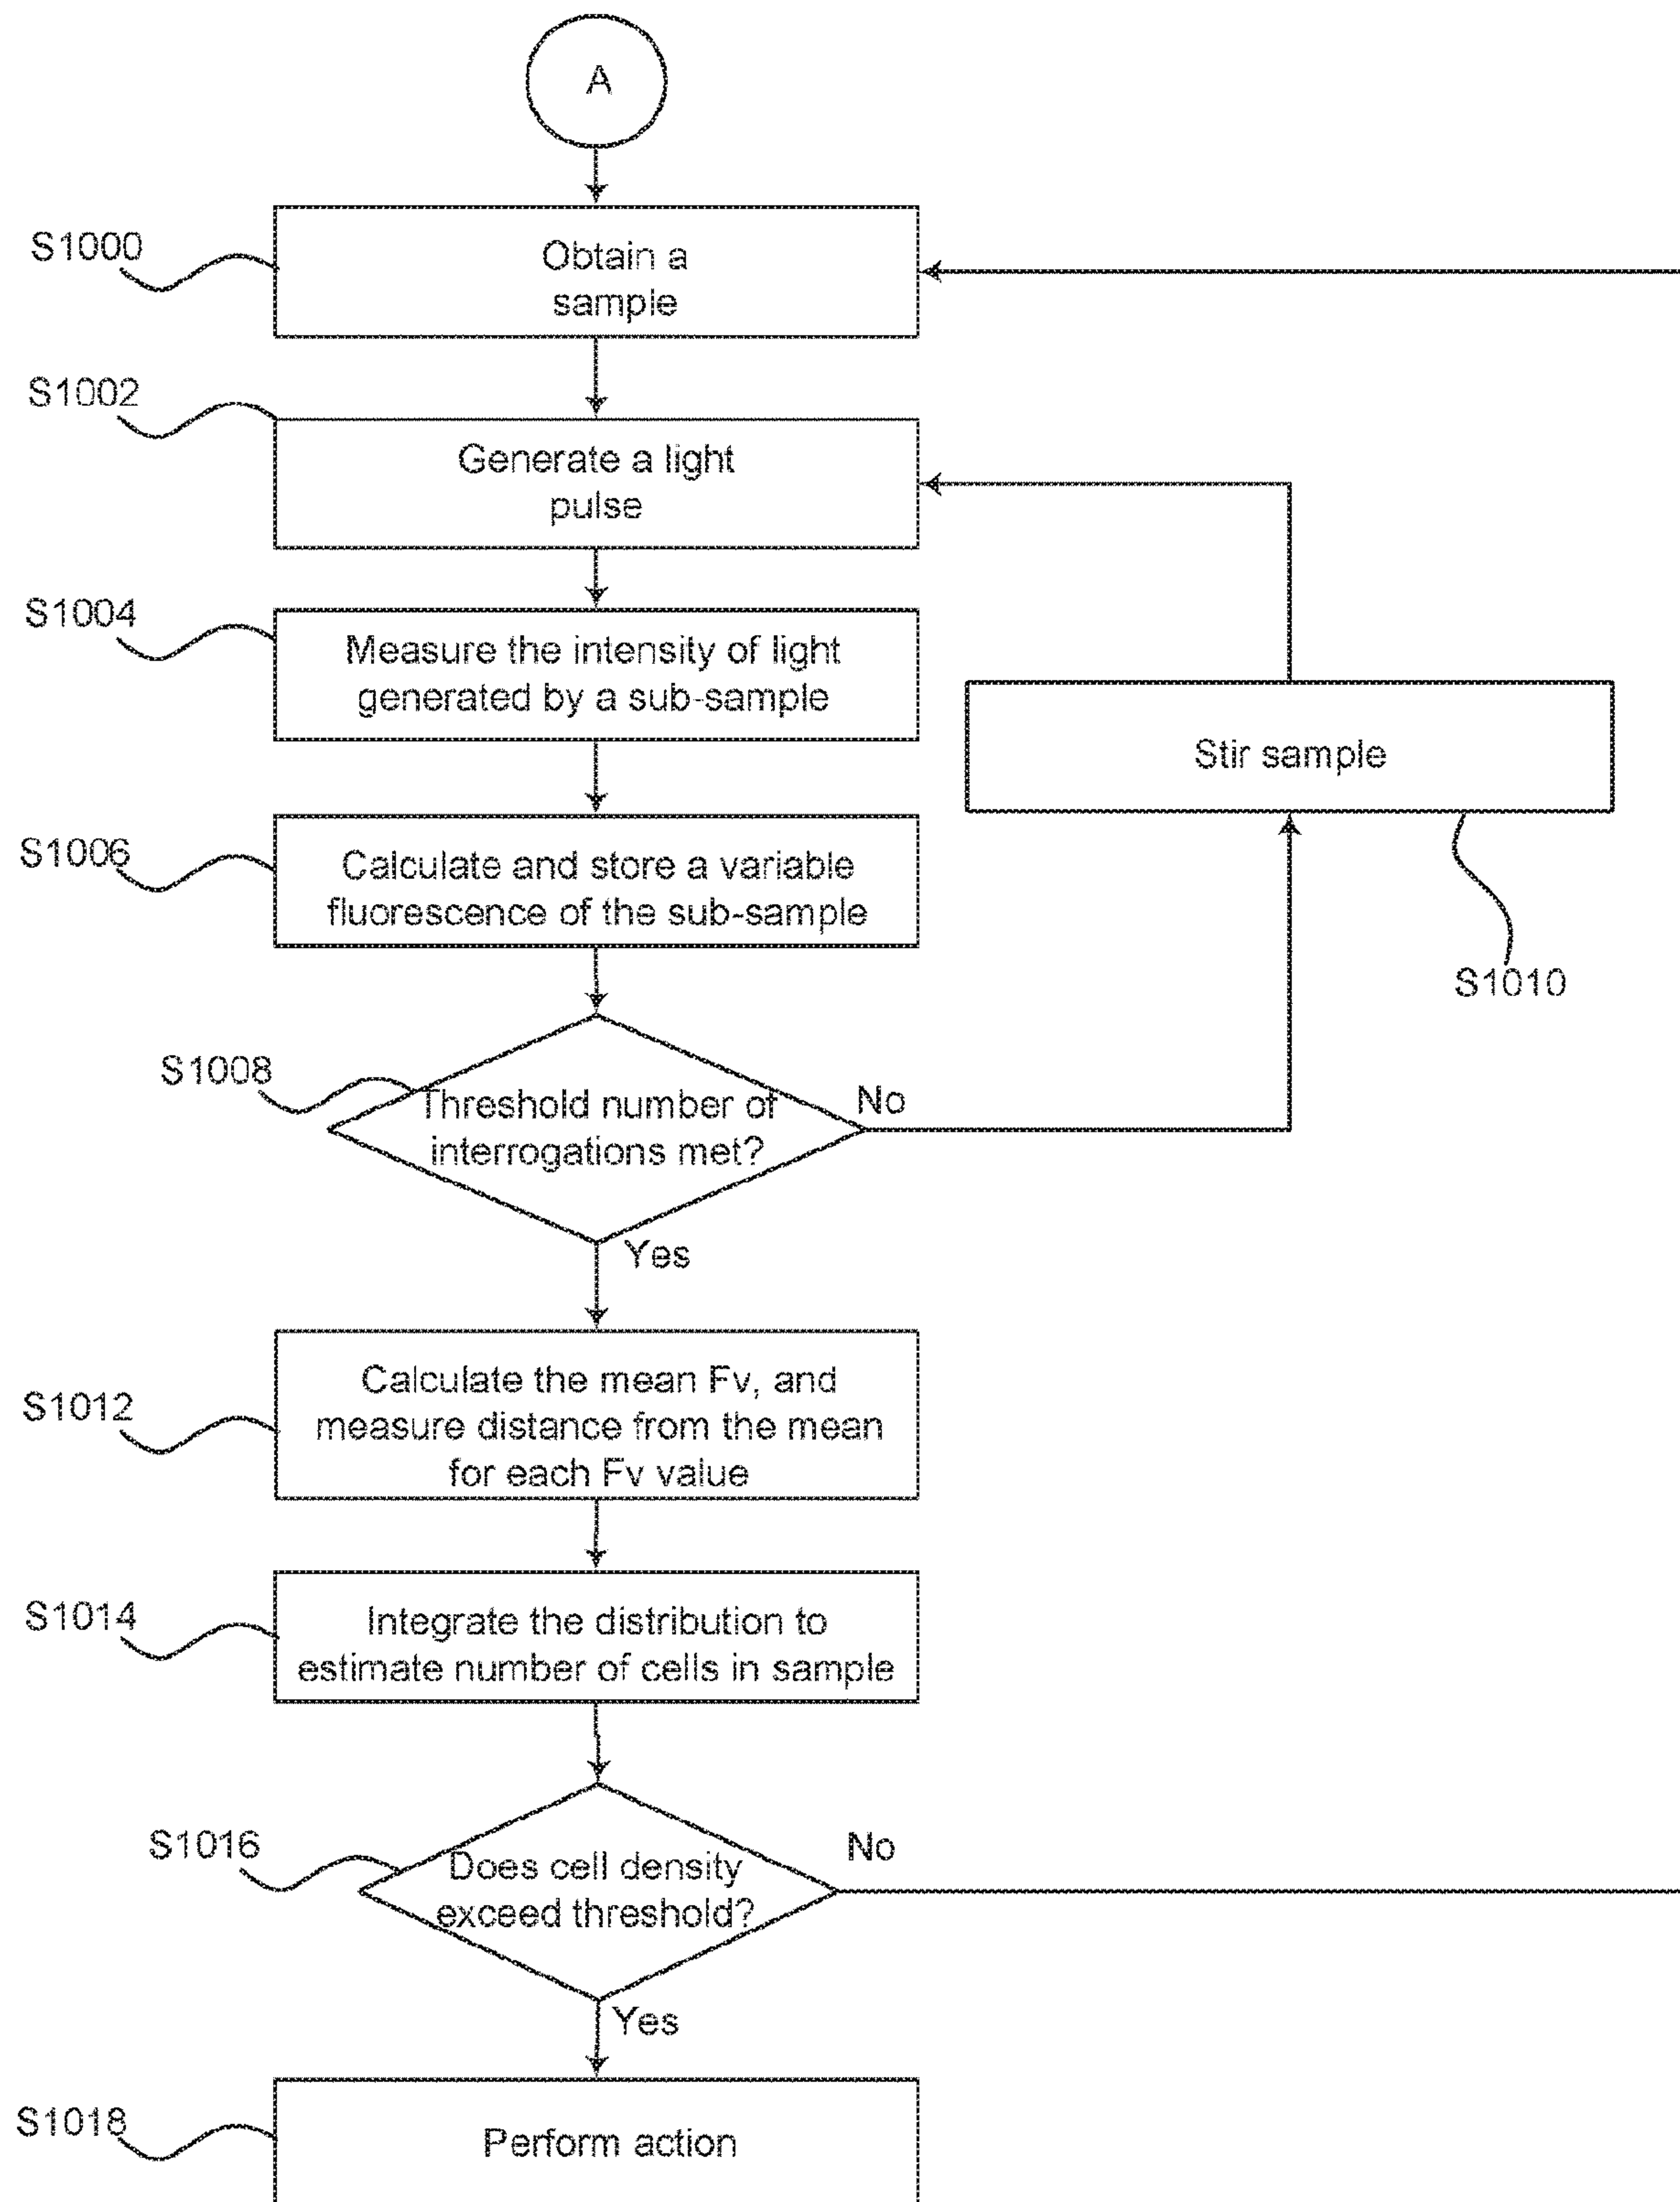 A
S1000
Obtain a
sample
S1002
Generate a light
pulse
S1004
Measure the intensity of light
generated by a sub-sample
Stir sample
S1006
Calculate and store a variable
fluorescence of the sub-sample
S1010
S1008
Threshold number of
interrogations met?
No
Yes
S1012
Calculate the mean Fv, and
measure distance from the mean
for each Fv value
S1014
Integrate the distribution to
estimate number of cells in sample
S1016
Does cell density
exceed threshold?
No
Yes
S1018
Perform action